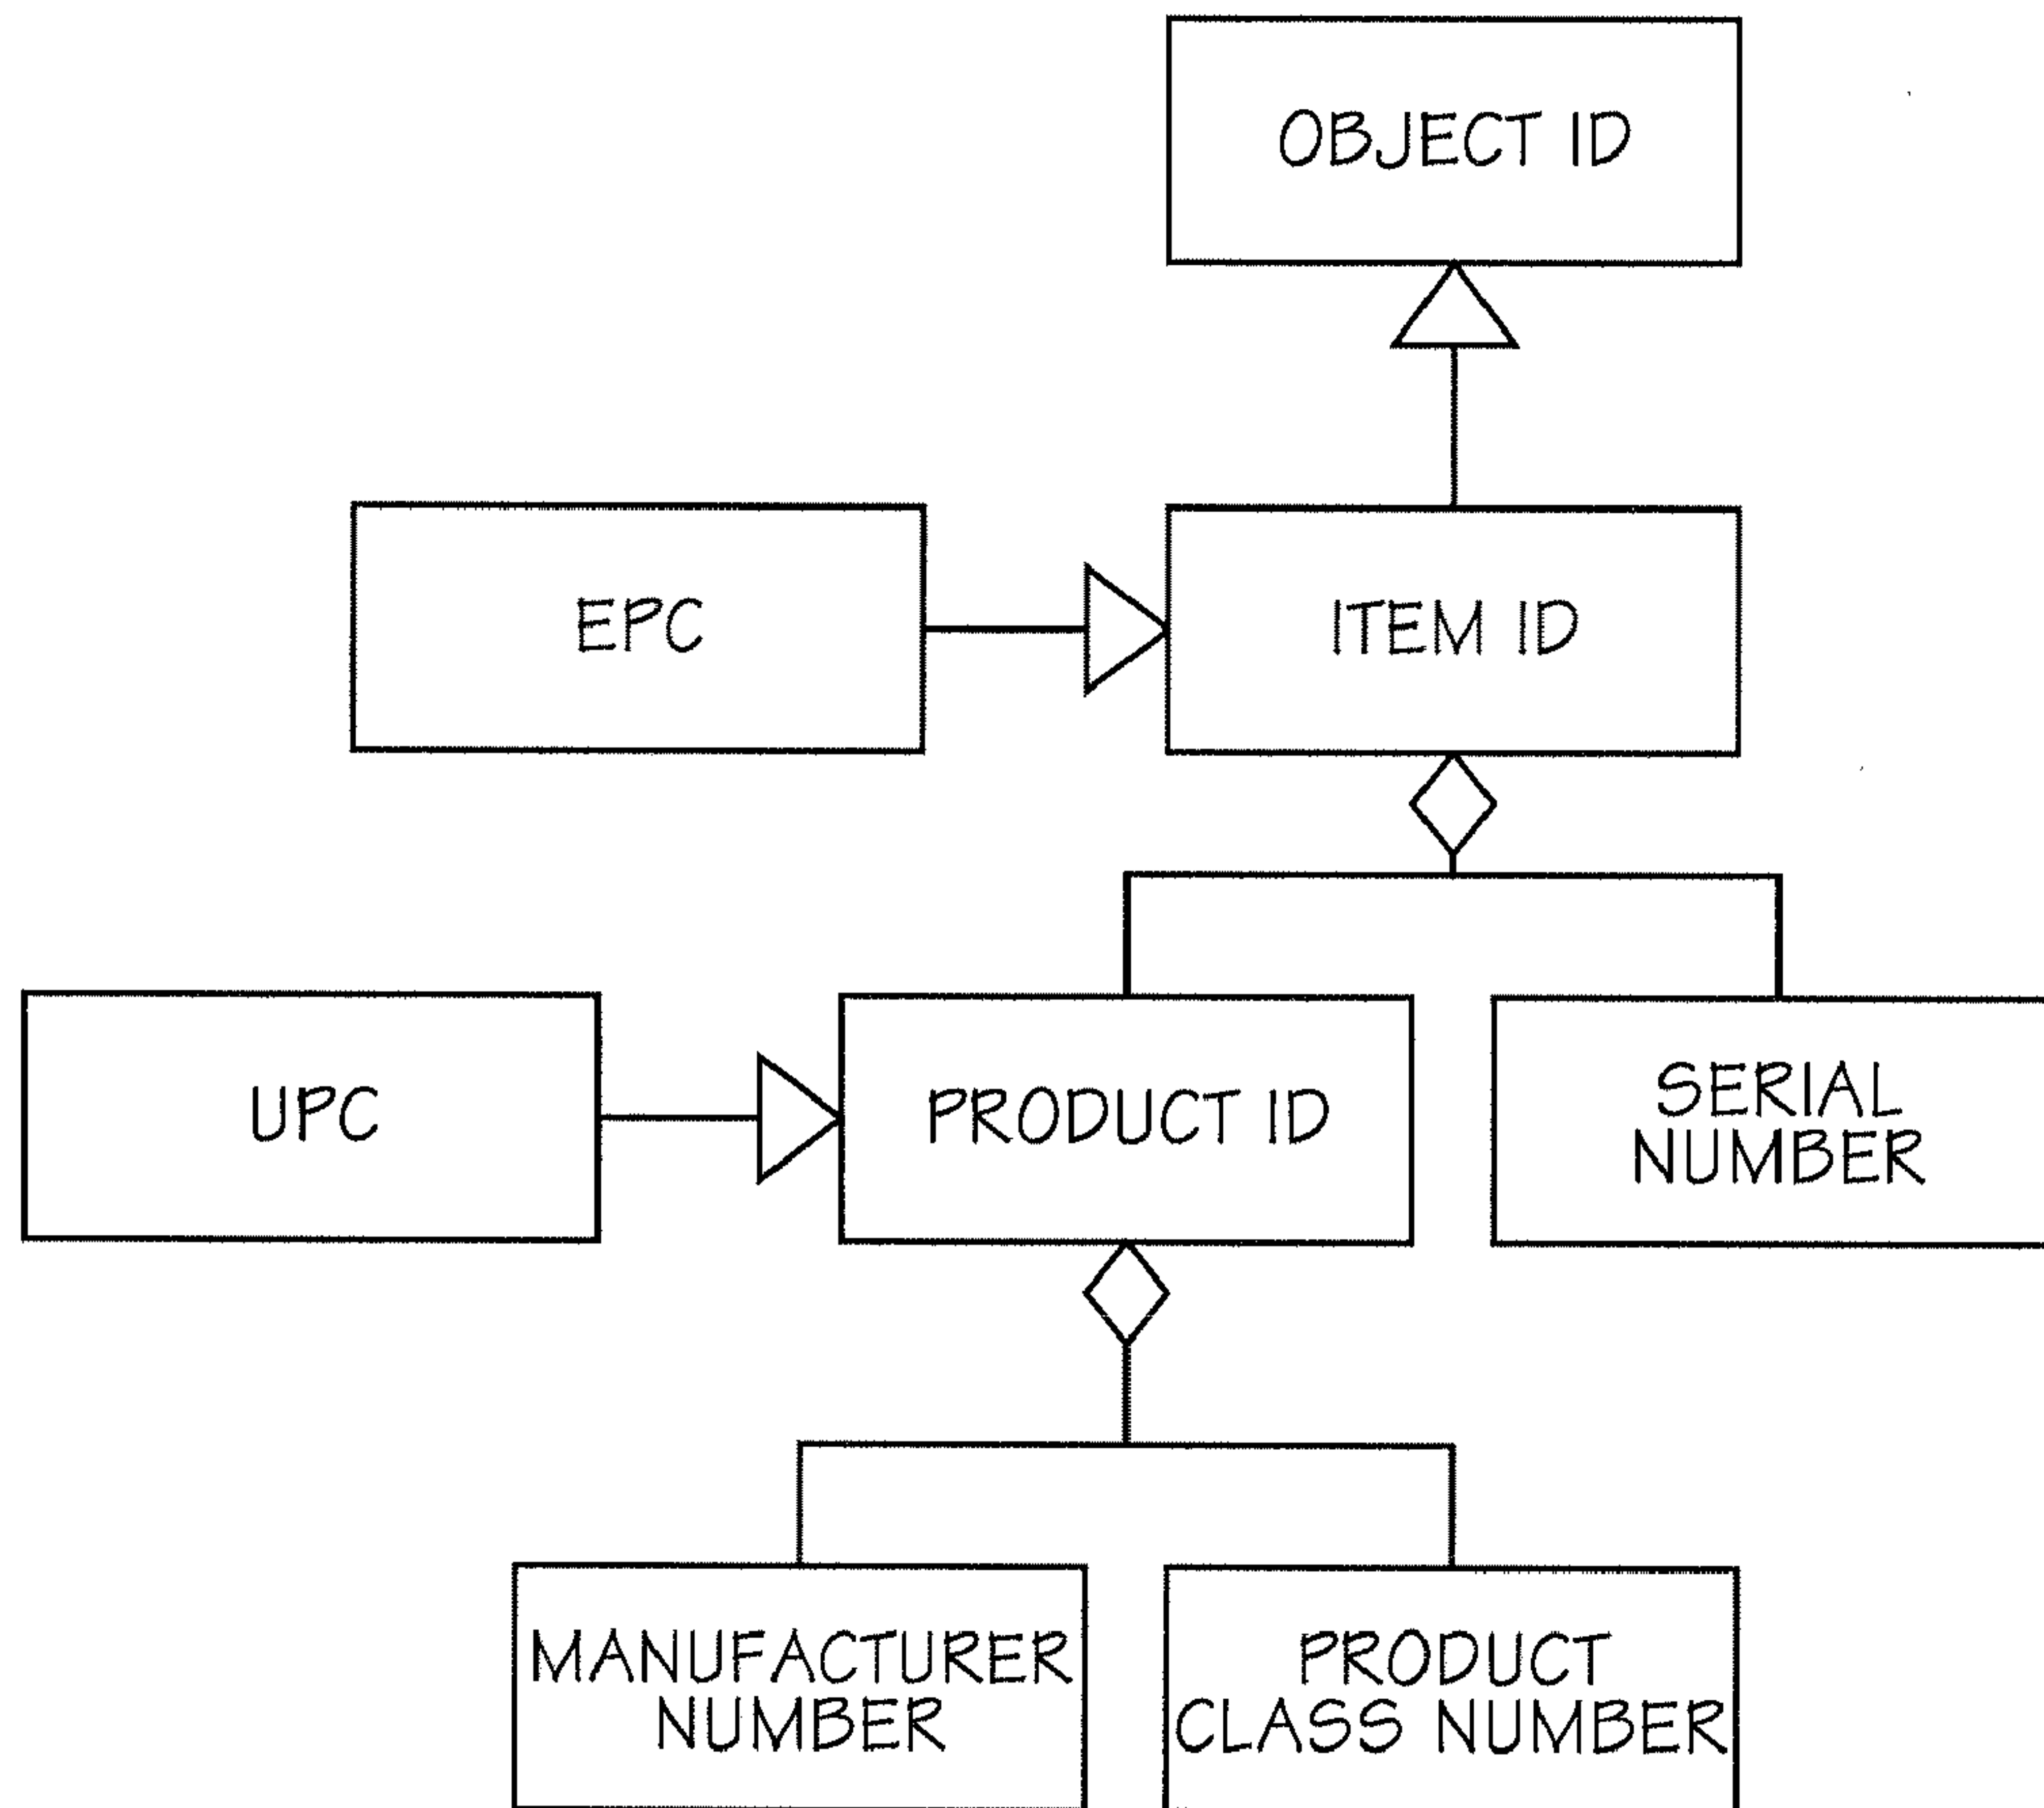 OBJECT ID
EPC
ITEM ID
UPC
PRODUCT ID
SERIAL
NUMBER
MANUFACTURER
NUMBER
PRODUCT
CLASS NUMBER